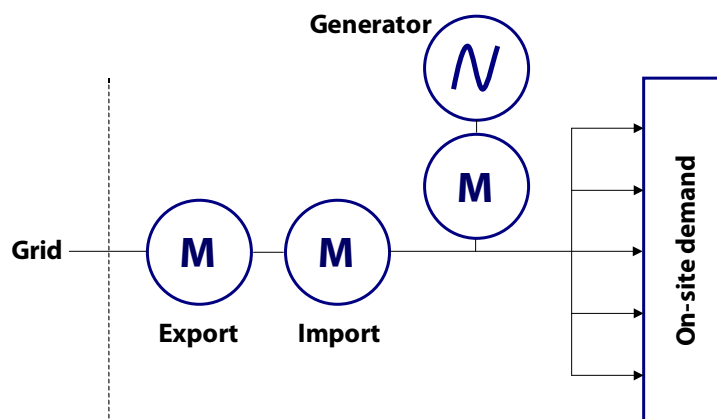 Generator
M
Grid
M
M
Export
Import
On-site demand